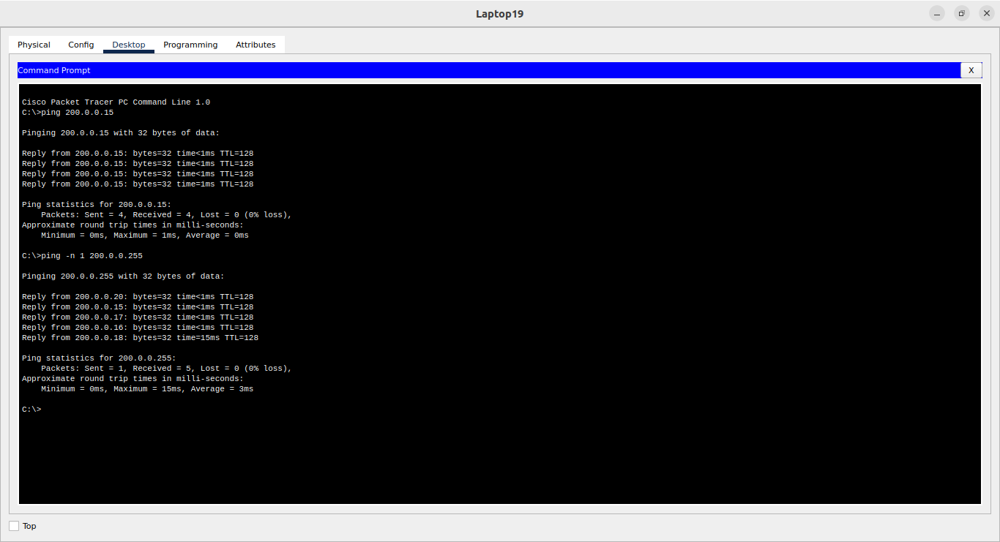 Laptop19
Physical Config Desktop Programming Attributes
Command Prompt X
Cisco Packet Tracer PC Command Line 1.0
C:\>ping 200.0.0.15
Pinging 200.0.0.15 with 32 bytes of data:
Reply from 200.0.0.15: bytes=32 time<1ms TTL=128
Reply from 200.0.0.15: bytes=32 time<1ms TTL=128
Reply from 200.0.0.15: bytes=32 time<1ms TTL=128
Reply from 200.0.0.15: bytes=32 time=1ms TTL=128
Ping statistics for 200.0.0.15:
    Packets: Sent = 4, Received = 4, Lost = 0 (0% loss),
Approximate round trip times in milli-seconds:
    Minimum = 0ms, Maximum = 1ms, Average = 0ms
C:\>ping -n 1 200.0.0.255
Pinging 200.0.0.255 with 32 bytes of data:
Reply from 200.0.0.20: bytes=32 time<1ms TTL=128
Reply from 200.0.0.15: bytes=32 time<1ms TTL=128
Reply from 200.0.0.17: bytes=32 time<1ms TTL=128
Reply from 200.0.0.16: bytes=32 time<1ms TTL=128
Reply from 200.0.0.18: bytes=32 time=15ms TTL=128
Ping statistics for 200.0.0.255:
    Packets: Sent = 1, Received = 5, Lost = 0 (0% loss),
Approximate round trip times in milli-seconds:
    Minimum = 0ms, Maximum = 15ms, Average = 3ms
C:\>
Top